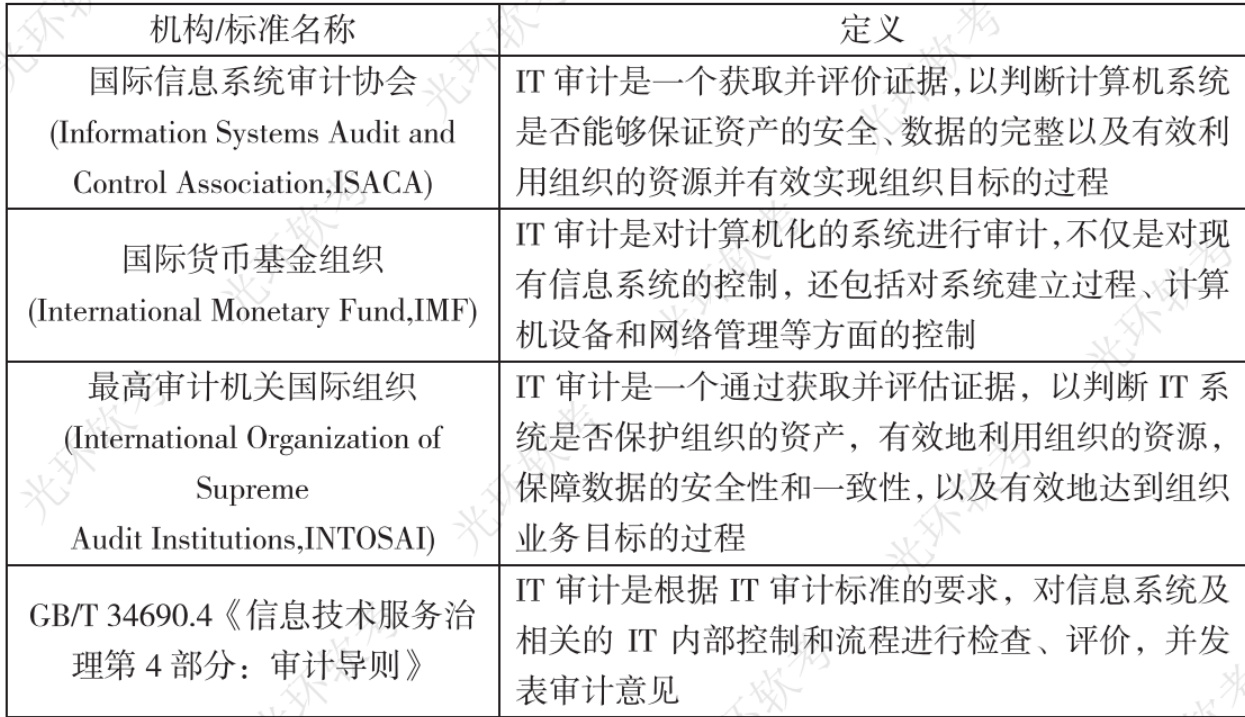 机构/标准名称
定义
国际信息系统审计协会
(Information Systems Audit and
Control Association,ISACA)
IT 审计是一个获取并评价证据,以判断计算机系统
是否能够保证资产的安全、数据的完整以及有效利
用组织的资源并有效实现组织目标的过程
国际货币基金组织
(International Monetary Fund,IMF)
IT 审计是对计算机化的系统进行审计,不仅是对现
有信息系统的控制, 还包括对系统建立过程、计算
机设备和网络管理等方面的控制
最高审计机关国际组织
(International Organization of
Supreme
Audit Institutions,INTOSAI)
IT 审计是一个通过获取并评估证据, 以判断 IT 系
统是否保护组织的资产, 有效地利用组织的资源,
保障数据的安全性和一致性, 以及有效地达到组织
业务目标的过程
GB/T 34690.4《信息技术服务治
理第 4 部分: 审计导则》
IT 审计是根据 IT 审计标准的要求, 对信息系统及
相关的 IT 内部控制和流程进行检查、评价, 并发
表审计意见
光环软考